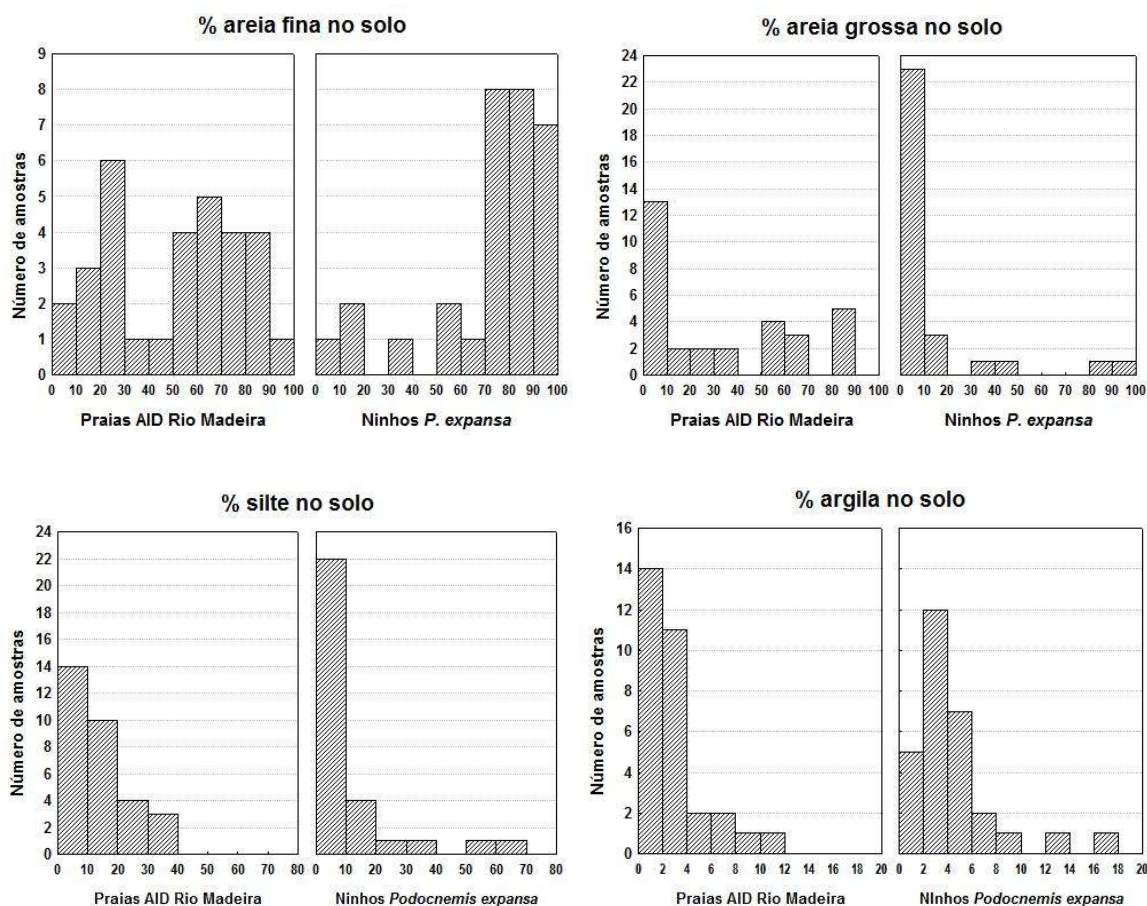 % areia fina no solo
Número de amostras
9
8
7
6
5
4
3
2
1
0
0 10 20 30 40 50 60 70 80 90 100
0 10 20 30 40 50 60 70 80 90 100
Praias AID Rio Madeira
Ninhos P. expansa
% areia grossa no solo
Número de amostras
24
22
20
18
16
14
12
10
8
6
4
2
0
0 10 20 30 40 50 60 70 80 90 100
0 10 20 30 40 50 60 70 80 90 100
Praias AID Rio Madeira
Ninhos P. expansa
% silte no solo
Número de amostras
24
22
20
18
16
14
12
10
8
6
4
2
0
0 10 20 30 40 50 60 70 80
0 10 20 30 40 50 60 70 80
Praias AID Rio Madeira
Ninhos Podocnemis expansa
% argila no solo
Número de amostras
16
14
12
10
8
6
4
2
0
0 2 4 6 8 10 12 14 16 18 20
0 2 4 6 8 10 12 14 16 18 20
Praias AID Rio Madeira
NInhos Podocnemis expansa